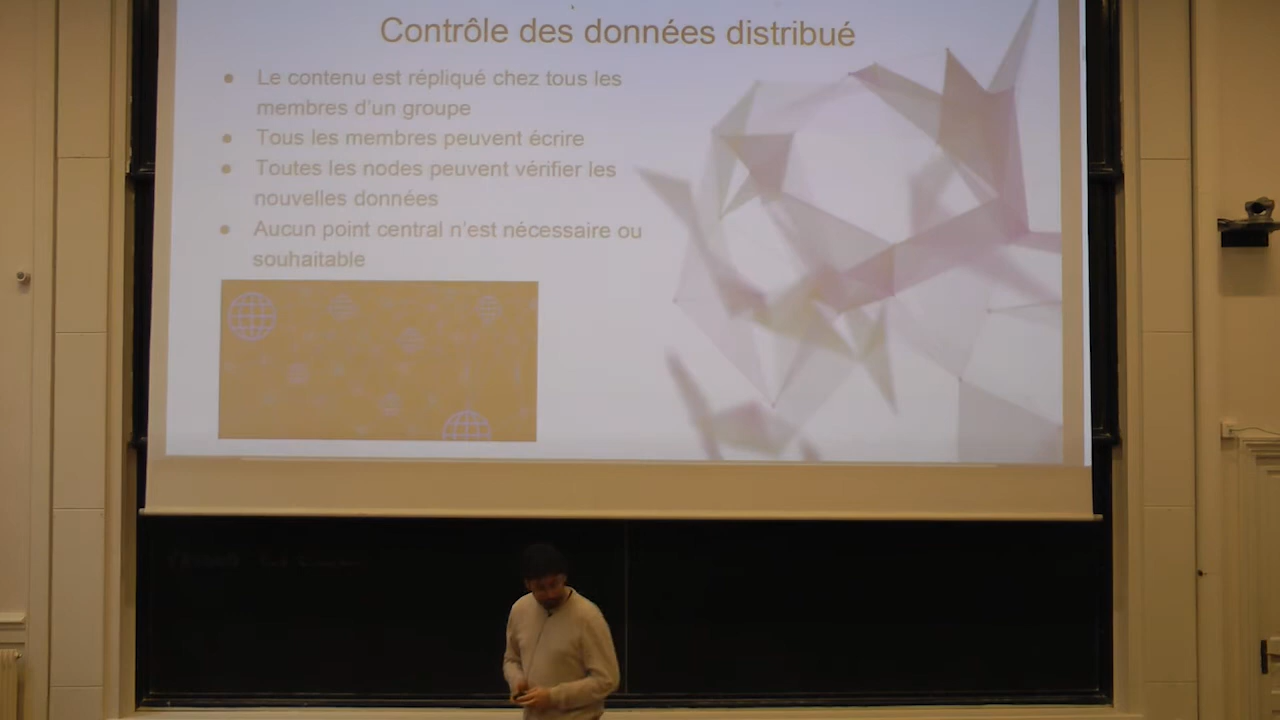 Contrôle des données distribué
● Le contenu est répliqué chez tous les
membres d'un groupe
● Tous les membres peuvent écrire
● Toutes les nodes peuvent vérifier les
nouvelles données
● Aucun point central n'est nécessaire ou
souhaitable